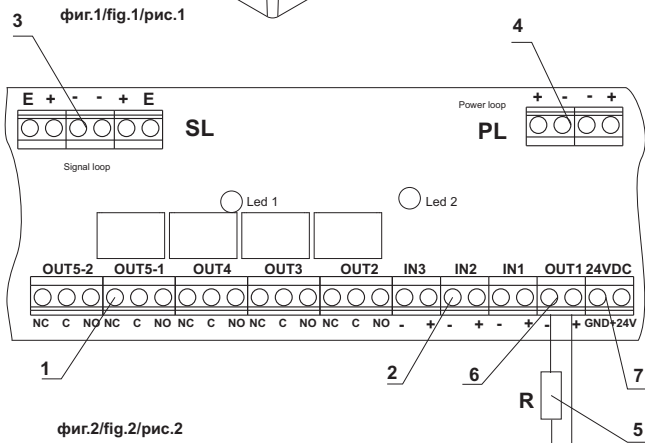 фиг.1/fig.1/рис.1
3
4
E + - - + E
SL
Signal loop
Power loop
+ - - +
PL
Led 1
Led 2
OUT5-2 OUT5-1 OUT4 OUT3 OUT2 IN3 IN2 IN1 OUT1 24VDC
NC C NO NC C NO NC C NO NC C NO NC C NO - + - + - + - + GND +24V
1
2
6
7
R
5
фиг.2/fig.2/рис.2